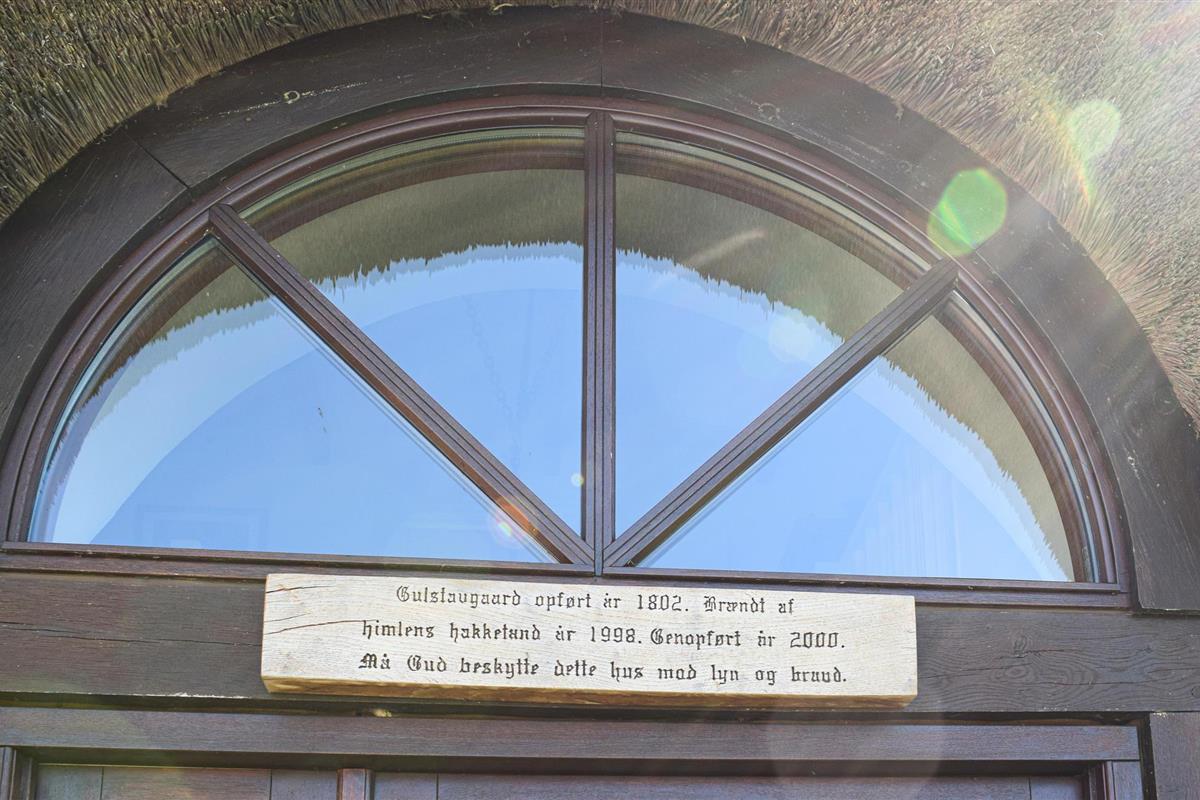 Gulstavgaard opført år 1802. Brændt af
himlens hakketand år 1998. Genopført år 2000.
Må Gud beskytte dette hus mod lyn og brand.